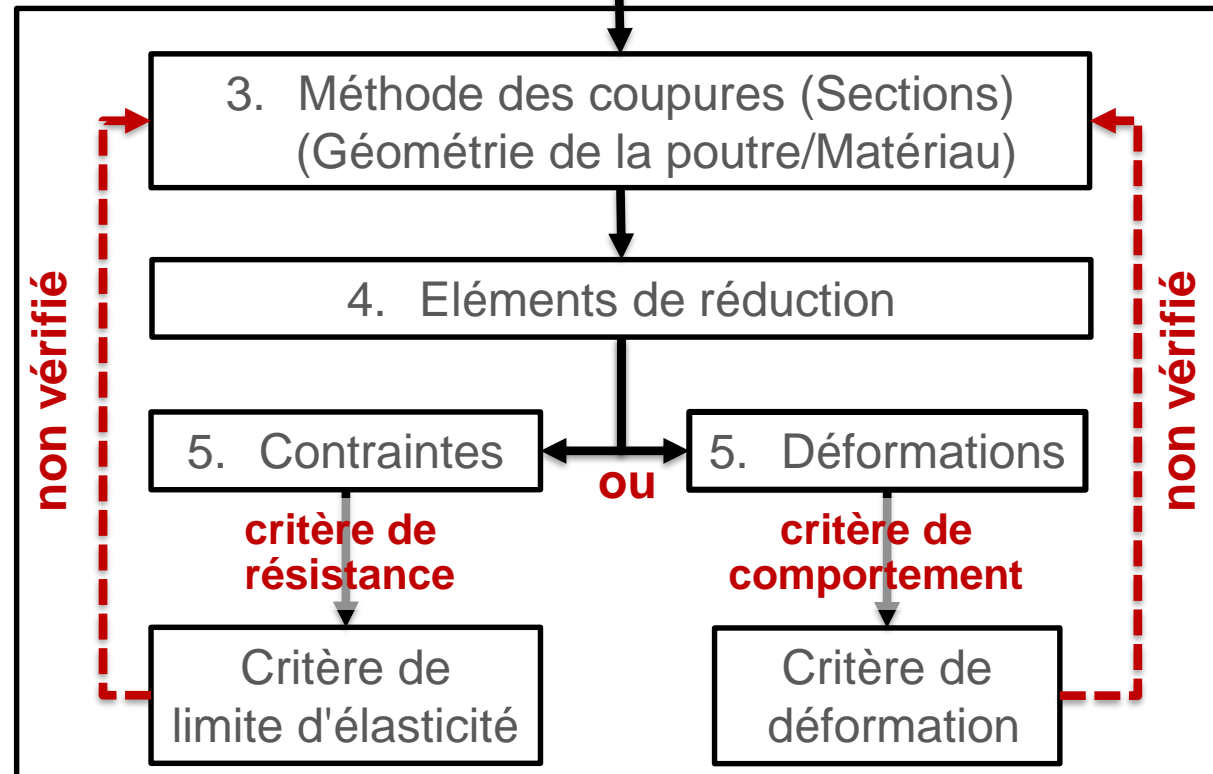 3. Méthode des coupures (Sections)
(Géométrie de la poutre/Matériau)
4. Eléments de réduction
non vérifié
non vérifié
5. Contraintes
ou
5. Déformations
critère de
résistance
critère de
comportement
Critère de
limite d'élasticité
Critère de
déformation